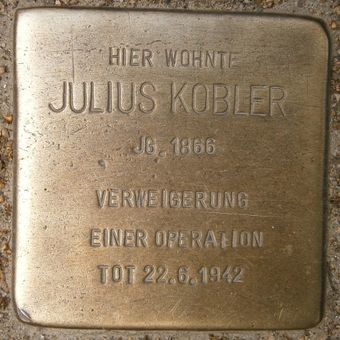 HIER WOHNTE
JULIUS KOBLER
JG. 1866
VERWEIGERUNG
EINER OPERATION
TOT 22.6.1942